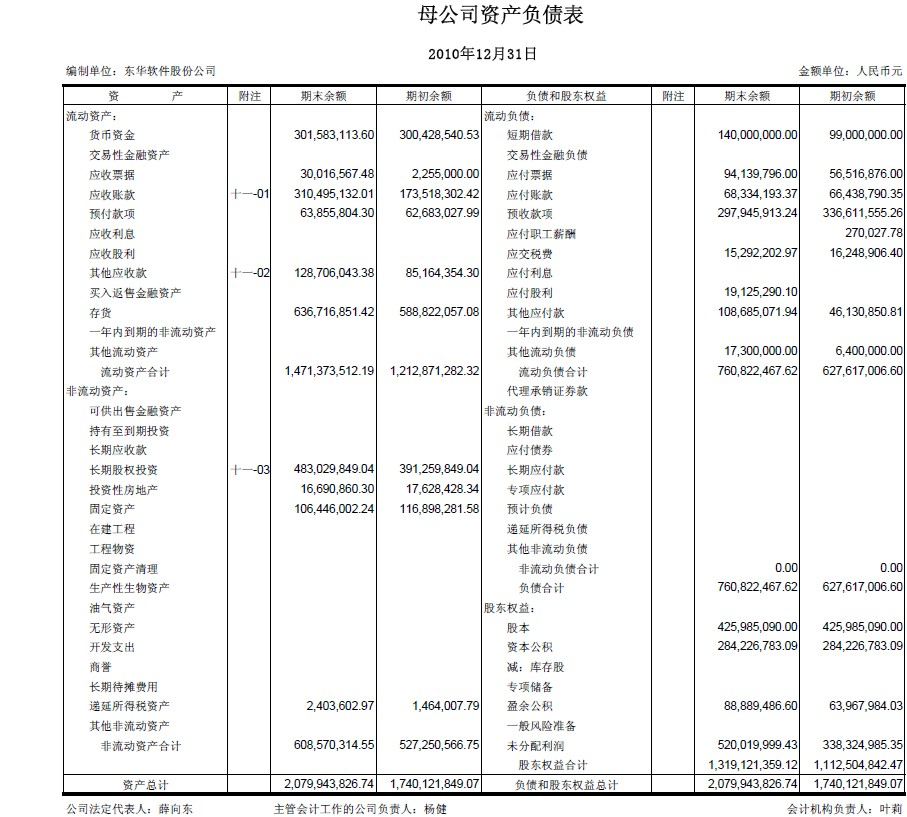 母公司资产负债表
2010年12月31日
编制单位：东华软件股份公司 金额单位：人民币元
资 产 附注 期末余额 期初余额 负债和股东权益 附注 期末余额 期初余额
流动资产： 流动负债：
货币资金 301,583,113.60 300,428,540.53 短期借款 140,000,000.00 99,000,000.00
交易性金融资产 交易性金融负债
应收票据 30,016,567.48 2,255,000.00 应付票据 94,139,796.00 56,516,876.00
应收账款 十一-01 310,495,132.01 173,518,302.42 应付账款 68,334,193.37 66,438,790.35
预付款项 63,855,804.30 62,683,027.99 预收款项 297,945,913.24 336,611,555.26
应收利息 应付职工薪酬 270,027.78
应收股利 应交税费 15,292,202.97 16,248,906.40
其他应收款 十一-02 128,706,043.38 85,164,354.30 应付利息
买入返售金融资产 应付股利 19,125,290.10
存货 636,716,851.42 588,822,057.08 其他应付款 108,685,071.94 46,130,850.81
一年内到期的非流动资产 一年内到期的非流动负债
其他流动资产 其他流动负债 17,300,000.00 6,400,000.00
流动资产合计 1,471,373,512.19 1,212,871,282.32 流动负债合计 760,822,467.62 627,617,006.60
非流动资产： 代理承销证券款
可供出售金融资产 非流动负债：
持有至到期投资 长期借款
长期应收款 应付债券
长期股权投资 十一-03 483,029,849.04 391,259,849.04 长期应付款
投资性房地产 16,690,860.30 17,628,428.34 专项应付款
固定资产 106,446,002.24 116,898,281.58 预计负债
在建工程 递延所得税负债
工程物资 其他非流动负债
固定资产清理 非流动负债合计 0.00 0.00
生产性生物资产 负债合计 760,822,467.62 627,617,006.60
油气资产 股东权益：
无形资产 股本 425,985,090.00 425,985,090.00
开发支出 资本公积 284,226,783.09 284,226,783.09
商誉 减：库存股
长期待摊费用 专项储备
递延所得税资产 2,403,602.97 1,464,007.79 盈余公积 88,889,486.60 63,967,984.03
其他非流动资产 一般风险准备
非流动资产合计 608,570,314.55 527,250,566.75 未分配利润 520,019,999.43 338,324,985.35
股东权益合计 1,319,121,359.12 1,112,504,842.47
资产总计 2,079,943,826.74 1,740,121,849.07 负债和股东权益总计 2,079,943,826.74 1,740,121,849.07
公司法定代表人：薛向东 主管会计工作的公司负责人：杨健 会计机构负责人：叶莉